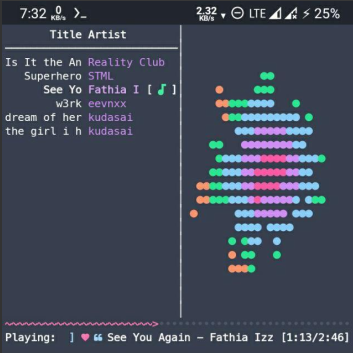 7:32 0 KB/s 2.32 KB/s LTE 25%
Title Artist
Is It the An Reality Club
Superhero STML
See Yo Fathia I [♪]
w3rk eevnxx
dream of her kudasai
the girl i h kudasai
Playing: ] ♥ ❝ See You Again — Fathia Izz [1:13/2:46]